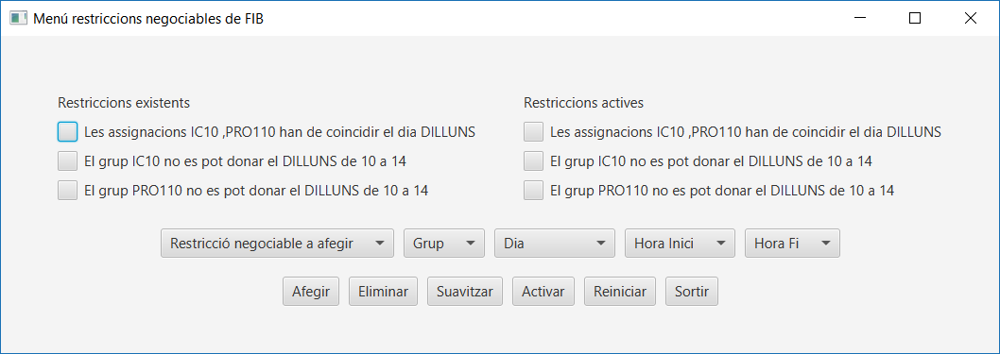 Menú restriccions negociables de FIB
Restriccions existents
Les assignacions IC10 ,PRO110 han de coincidir el dia DILLUNS
El grup IC10 no es pot donar el DILLUNS de 10 a 14
El grup PRO110 no es pot donar el DILLUNS de 10 a 14
Restriccions actives
Les assignacions IC10 ,PRO110 han de coincidir el dia DILLUNS
El grup IC10 no es pot donar el DILLUNS de 10 a 14
El grup PRO110 no es pot donar el DILLUNS de 10 a 14
Restricció negociable a afegir Grup Dia Hora Inici Hora Fi
Afegir Eliminar Suavitzar Activar Reiniciar Sortir